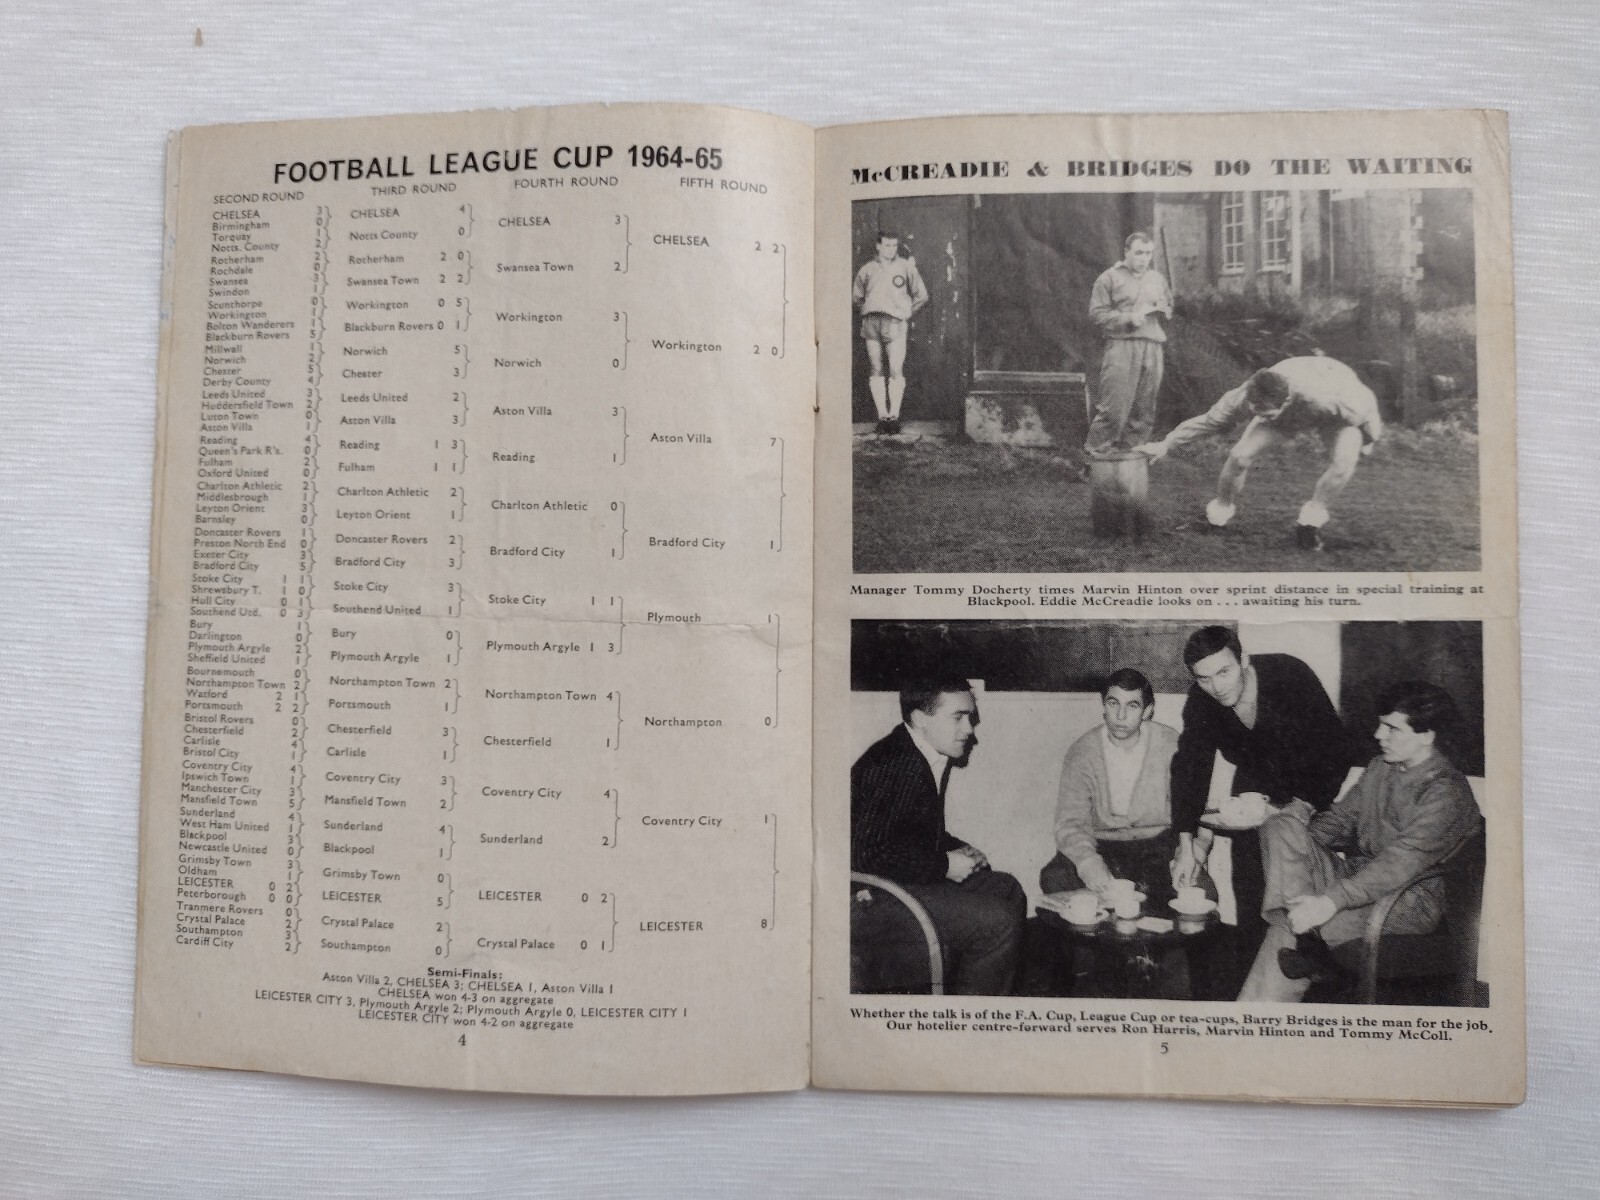 FOOTBALL LEAGUE CUP 1964-65
SECOND ROUND THIRD ROUND FOURTH ROUND FIFTH ROUND
CHELSEA 3
Birmingham 0
Torquay 1
Notts. County 2
Rotherham 2
Rochdale 0
Swansea 3
Swindon 1
Scunthorpe 0
Workington 1
Bolton Wanderers 1
Blackburn Rovers 5
Millwall 1
Norwich 2
Chester 5
Derby County 4
Leeds United 3
Huddersfield Town 2
Luton Town 0
Aston Villa 1
Reading 4
Queen's Park R's. 0
Fulham 2
Oxford United 0
Charlton Athletic 2
Middlesbrough 1
Leyton Orient 3
Barnsley 0
Doncaster Rovers 1
Preston North End 0
Exeter City 3
Bradford City 5
Stoke City 1 1
Shrewsbury T. 1 0
Hull City 0 1
Southend Utd. 0 3
Bury 1
Darlington 0
Plymouth Argyle 2
Sheffield United 1
Bournemouth 0
Northampton Town 2
Watford 2 1
Portsmouth 2 2
Bristol Rovers 0
Chesterfield 2
Carlisle 4
Bristol City 1
Coventry City 4
Ipswich Town 1
Manchester City 3
Mansfield Town 5
Sunderland 4
West Ham United 1
Blackpool 3
Newcastle United 0
Grimsby Town 3
Oldham 1
LEICESTER 0 2
Peterborough 0 0
Tranmere Rovers 0
Crystal Palace 2
Southampton 3
Cardiff City 2
CHELSEA 4
Notts County 0
Rotherham 2 0
Swansea Town 2 2
Workington 0 5
Blackburn Rovers 0 1
Norwich 5
Chester 3
Leeds United 2
Aston Villa 3
Reading 1 3
Fulham 1 1
Charlton Athletic 2
Leyton Orient 1
Doncaster Rovers 2
Bradford City 3
Stoke City 3
Southend United 1
Bury 0
Plymouth Argyle 1
Northampton Town 2
Portsmouth 1
Chesterfield 3
Carlisle 1
Coventry City 3
Mansfield Town 2
Sunderland 4
Blackpool 1
Grimsby Town 0
LEICESTER 5
Crystal Palace 2
Southampton 0
CHELSEA 3
Swansea Town 2
Workington 3
Norwich 0
Aston Villa 3
Reading 1
Charlton Athletic 0
Bradford City 1
Stoke City 1 1
Plymouth Argyle 1 3
Northampton Town 4
Chesterfield 1
Coventry City 4
Sunderland 2
LEICESTER 0 2
Crystal Palace 0 1
CHELSEA 2 2
Workington 2 0
Aston Villa 7
Bradford City 1
Plymouth 1
Northampton 0
Coventry City 1
LEICESTER 8
Semi-Finals:
Aston Villa 2, CHELSEA 3; CHELSEA 1, Aston Villa 1
CHELSEA won 4-3 on aggregate
LEICESTER CITY 3, Plymouth Argyle 2; Plymouth Argyle 0, LEICESTER CITY 1
LEICESTER CITY won 4-2 on aggregate
4
McCREADIE & BRIDGES DO THE WAITING
Manager Tommy Docherty times Marvin Hinton over sprint distance in special training at
Blackpool. Eddie McCreadie looks on . . . awaiting his turn.
Whether the talk is of the F.A. Cup, League Cup or tea-cups, Barry Bridges is the man for the job.
Our hotelier centre-forward serves Ron Harris, Marvin Hinton and Tommy McColl.
5